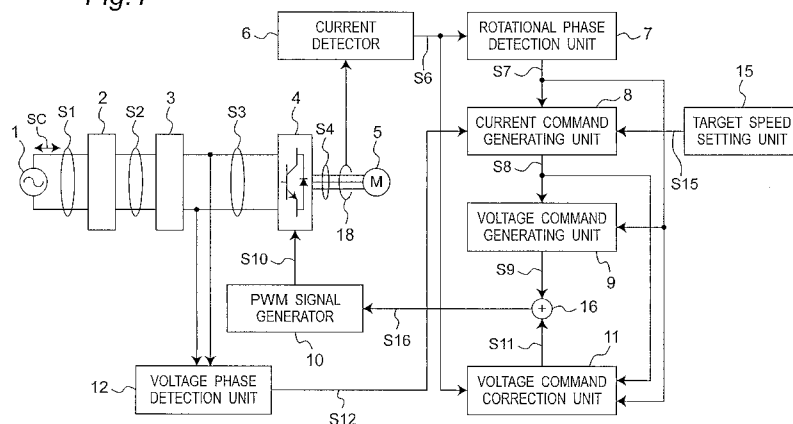 6
CURRENT
DETECTOR
S6
ROTATIONAL PHASE
DETECTION UNIT
7
S7
15
8
CURRENT COMMAND
GENERATING UNIT
TARGET SPEED
SETTING UNIT
S15
S8
1
SC
S1
2
S2
3
S3
4
S4
5
M
18
VOLTAGE COMMAND
GENERATING UNIT
9
S9
S10
PWM SIGNAL
GENERATOR
10
S16
16
S11
11
12
VOLTAGE PHASE
DETECTION UNIT
S12
VOLTAGE COMMAND
CORRECTION UNIT